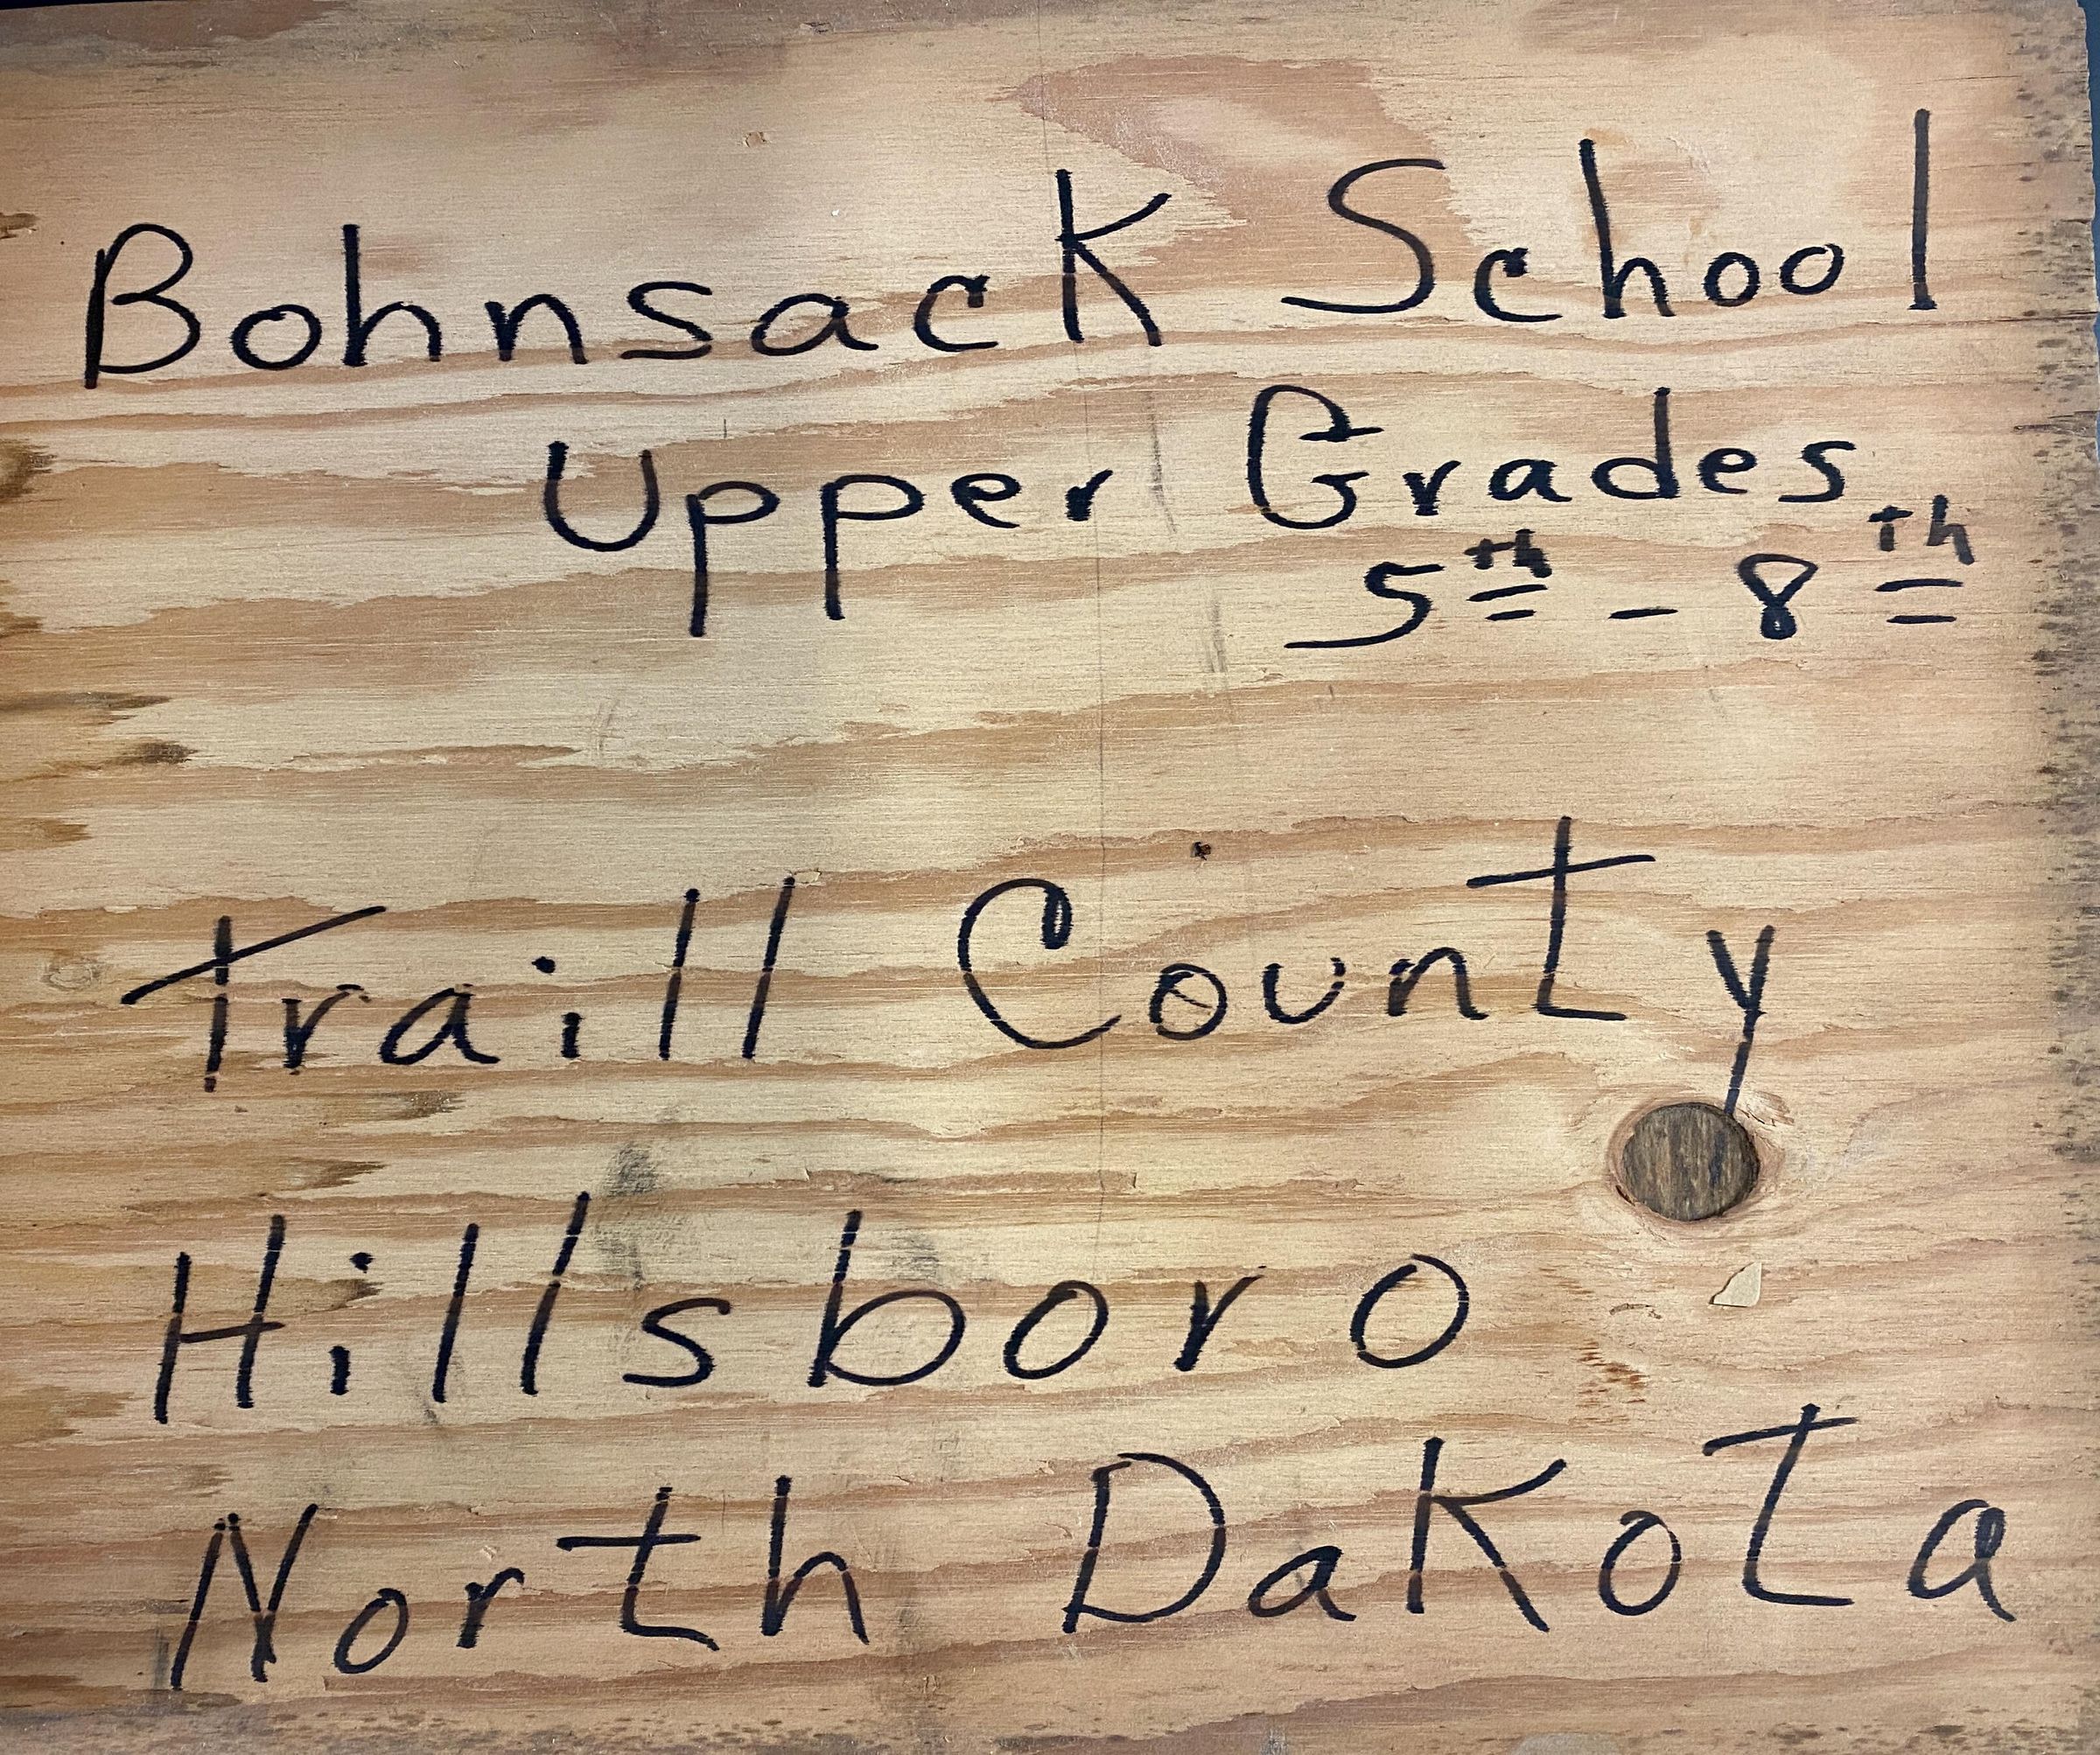 Bohnsack School
Upper Grades
5th - 8th
Traill County
Hillsboro
North Dakota